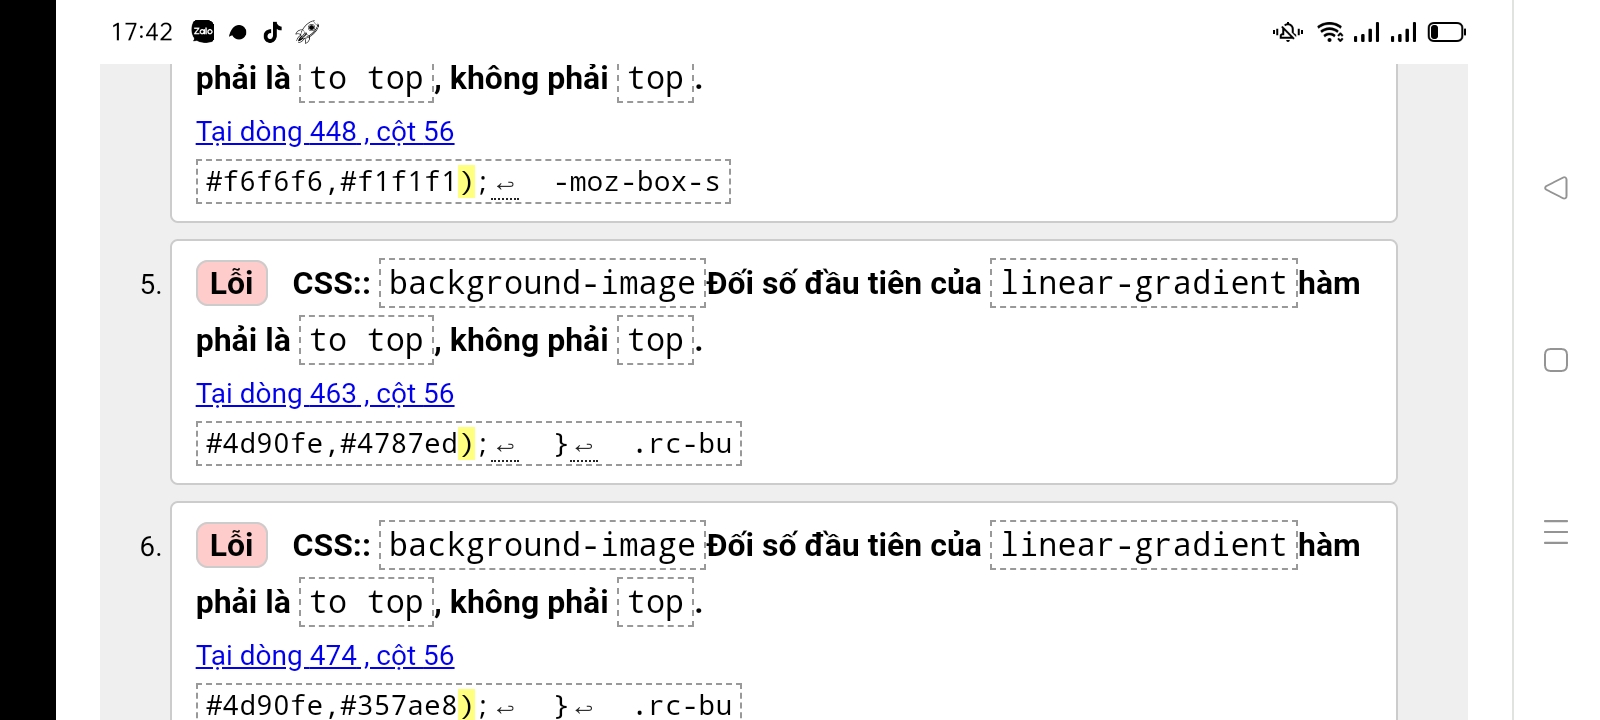 17:42 Zalo
phải là to top, không phải top.
Tại dòng 448 , cột 56
#f6f6f6,#f1f1f1);↩  -moz-box-s
5. Lỗi CSS:: background-image Đối số đầu tiên của linear-gradient hàm
phải là to top, không phải top.
Tại dòng 463 , cột 56
#4d90fe,#4787ed);↩  }↩  .rc-bu
6. Lỗi CSS:: background-image Đối số đầu tiên của linear-gradient hàm
phải là to top, không phải top.
Tại dòng 474 , cột 56
#4d90fe,#357ae8);↩  }↩  .rc-bu